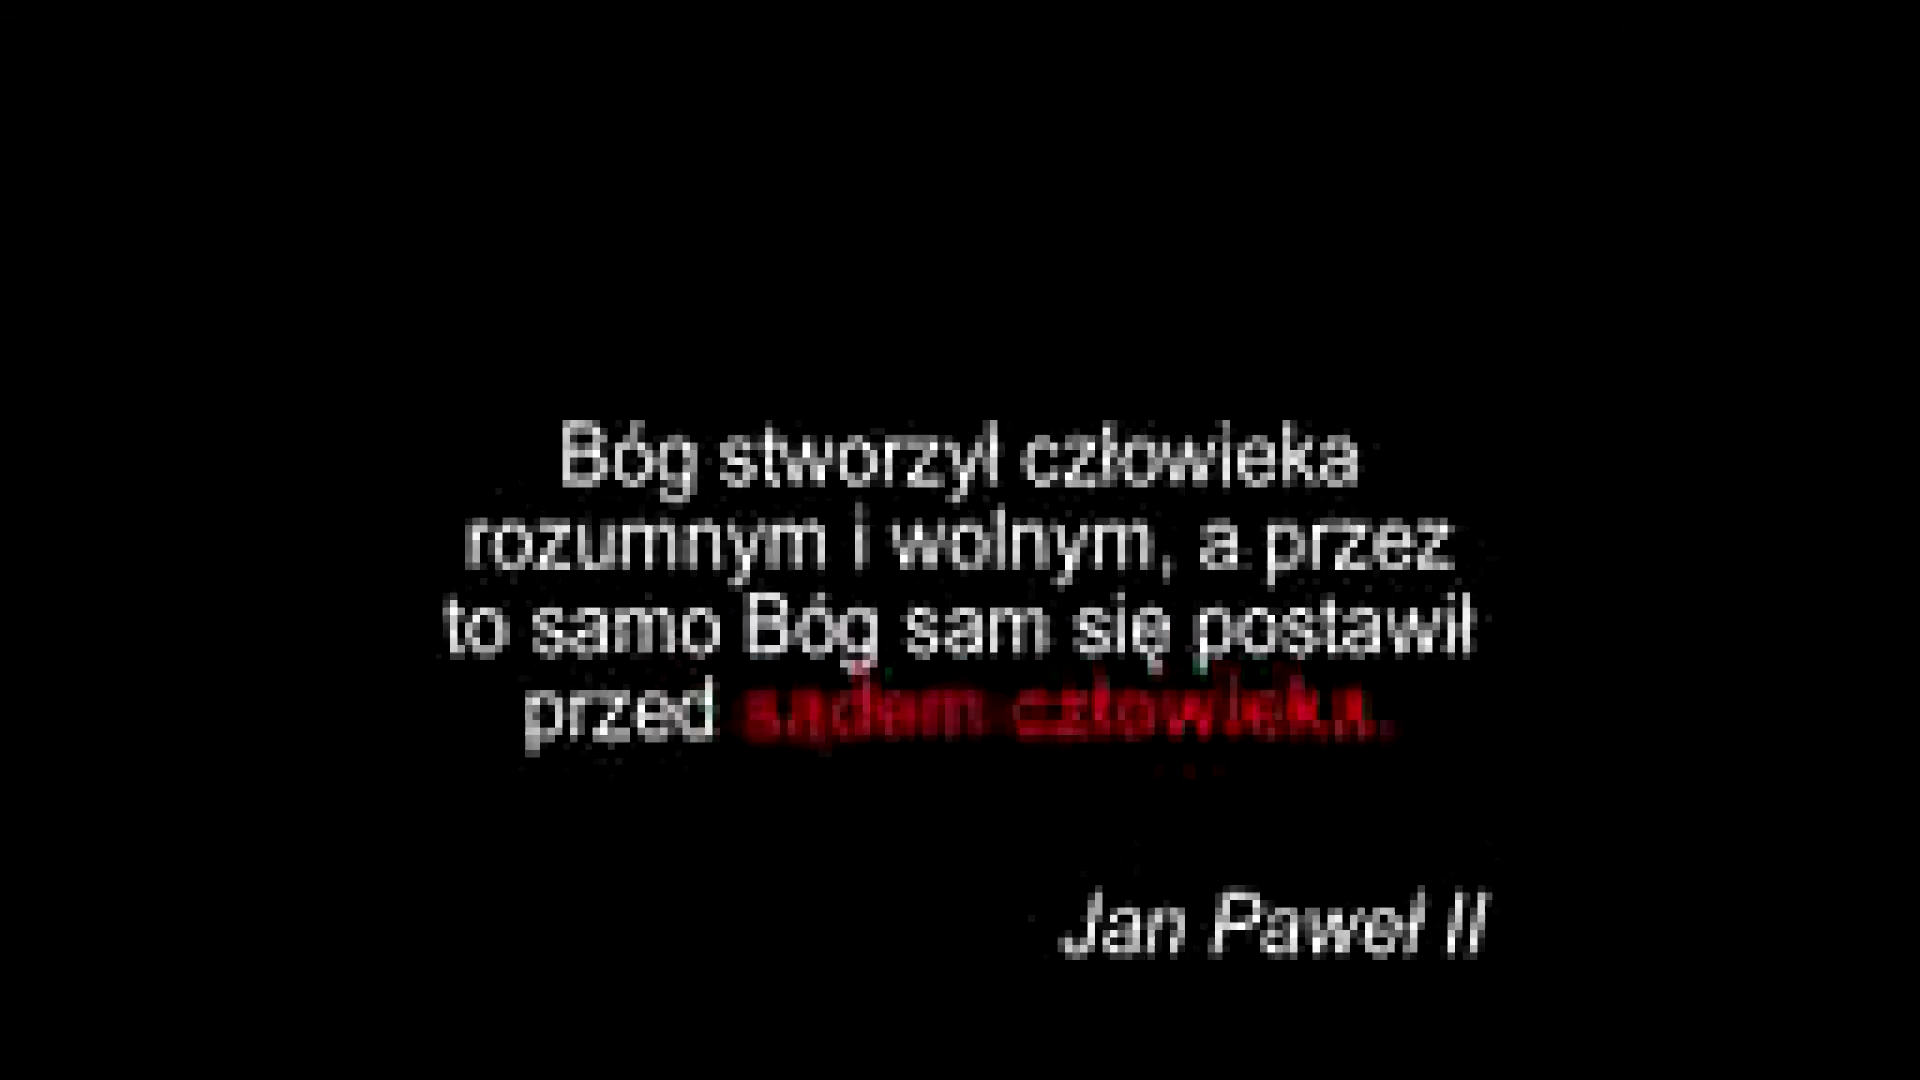 Bóg stworzył człowieka
rozumnym i wolnym, a przez
to samo Bóg sam się postawił
przed sądem człowieka.
Jan Paweł II